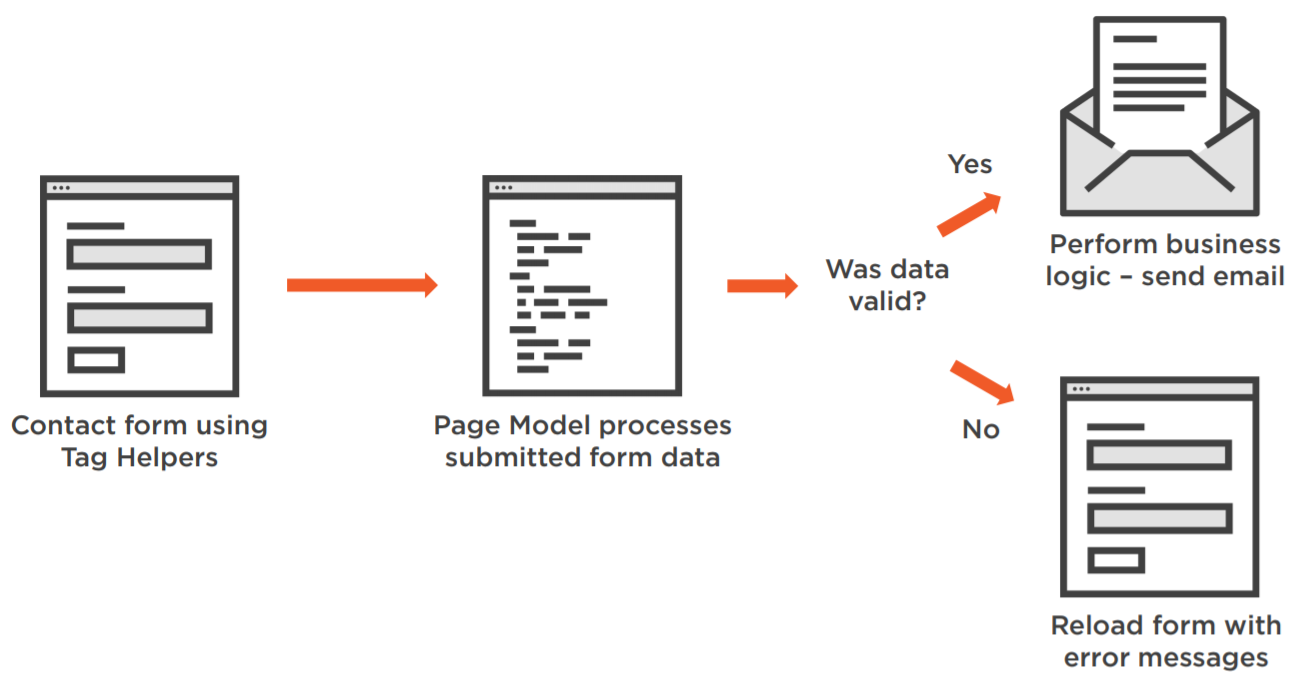 Contact form using
Tag Helpers
Page Model processes
submitted form data
Was data
valid?
Yes
Perform business
logic – send email
No
Reload form with
error messages